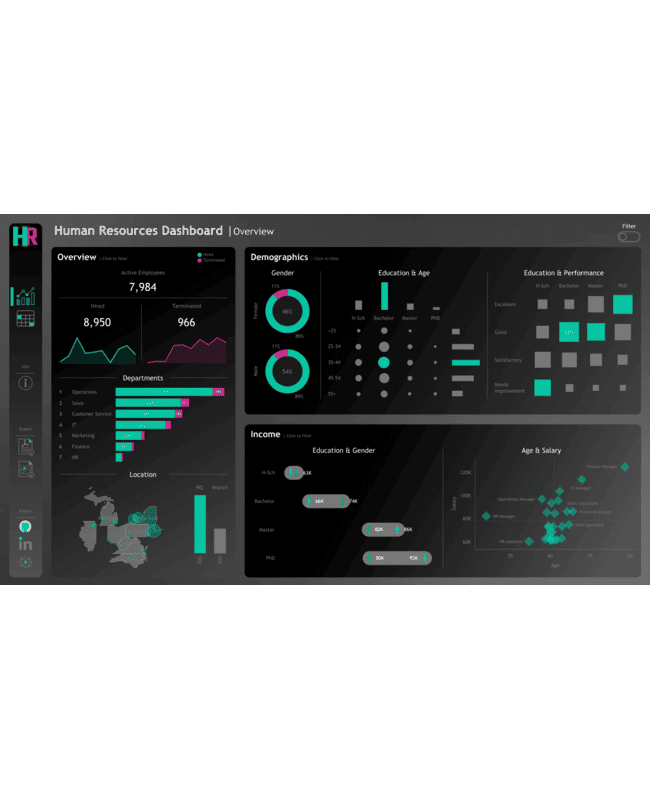 HR
Human Resources Dashboard | Overview
Filter
Overview | Click to Filter
Hired
Terminated
Active Employees
7,984
Hired
Terminated
8,950
966
Departments
1 Operations
2 Sales
3 Customer Service
4 IT
5 Marketing
6 Finance
7 HR
Location
HQ
Branch
Demographics | Click to Filter
Gender
Female
11%
46%
89%
Male
11%
54%
89%
Education & Age
H-Sch
Bachelor
Master
PhD
<25
25-34
35-44
45-54
55+
Education & Performance
H-Sch
Bachelor
Master
PhD
Excellent
Good
Satisfactory
Needs
Improvement
Income | Click to Filter
Education & Gender
H-Sch
63K
Bachelor
74K
Master
83K
86K
PhD
93K
Age & Salary
Salary
120K
100K
80K
60K
Finance Manager
IT Manager
Operations Manager
HR Manager
HR Assistant
35
40
45
50
Age
Info
Export
Follow
in